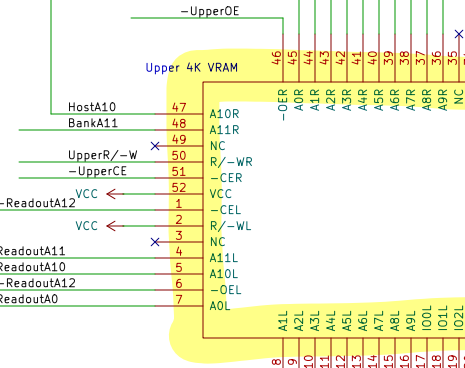 -UpperOE
46 45 44 43 42 41 40 39 38 37 36 35
Upper 4K VRAM
-OER A0R A1R A2R A3R A4R A5R A6R A7R A8R A9R NC
HostA10 47 A10R
BankA11 48 A11R
49 NC
UpperR/-W 50 R/-WR
-UpperCE 51 -CER
VCC 52 VCC
-ReadoutA12 1 -CEL
VCC 2 R/-WL
3 NC
ReadoutA11 4 A11L
ReadoutA10 5 A10L
-ReadoutA12 6 -OEL
ReadoutA0 7 A0L
A1L A2L A3L A4L A5L A6L A7L A8L A9L IO0L IO1L IO2L
8 9 10 11 12 13 14 15 16 17 18 19